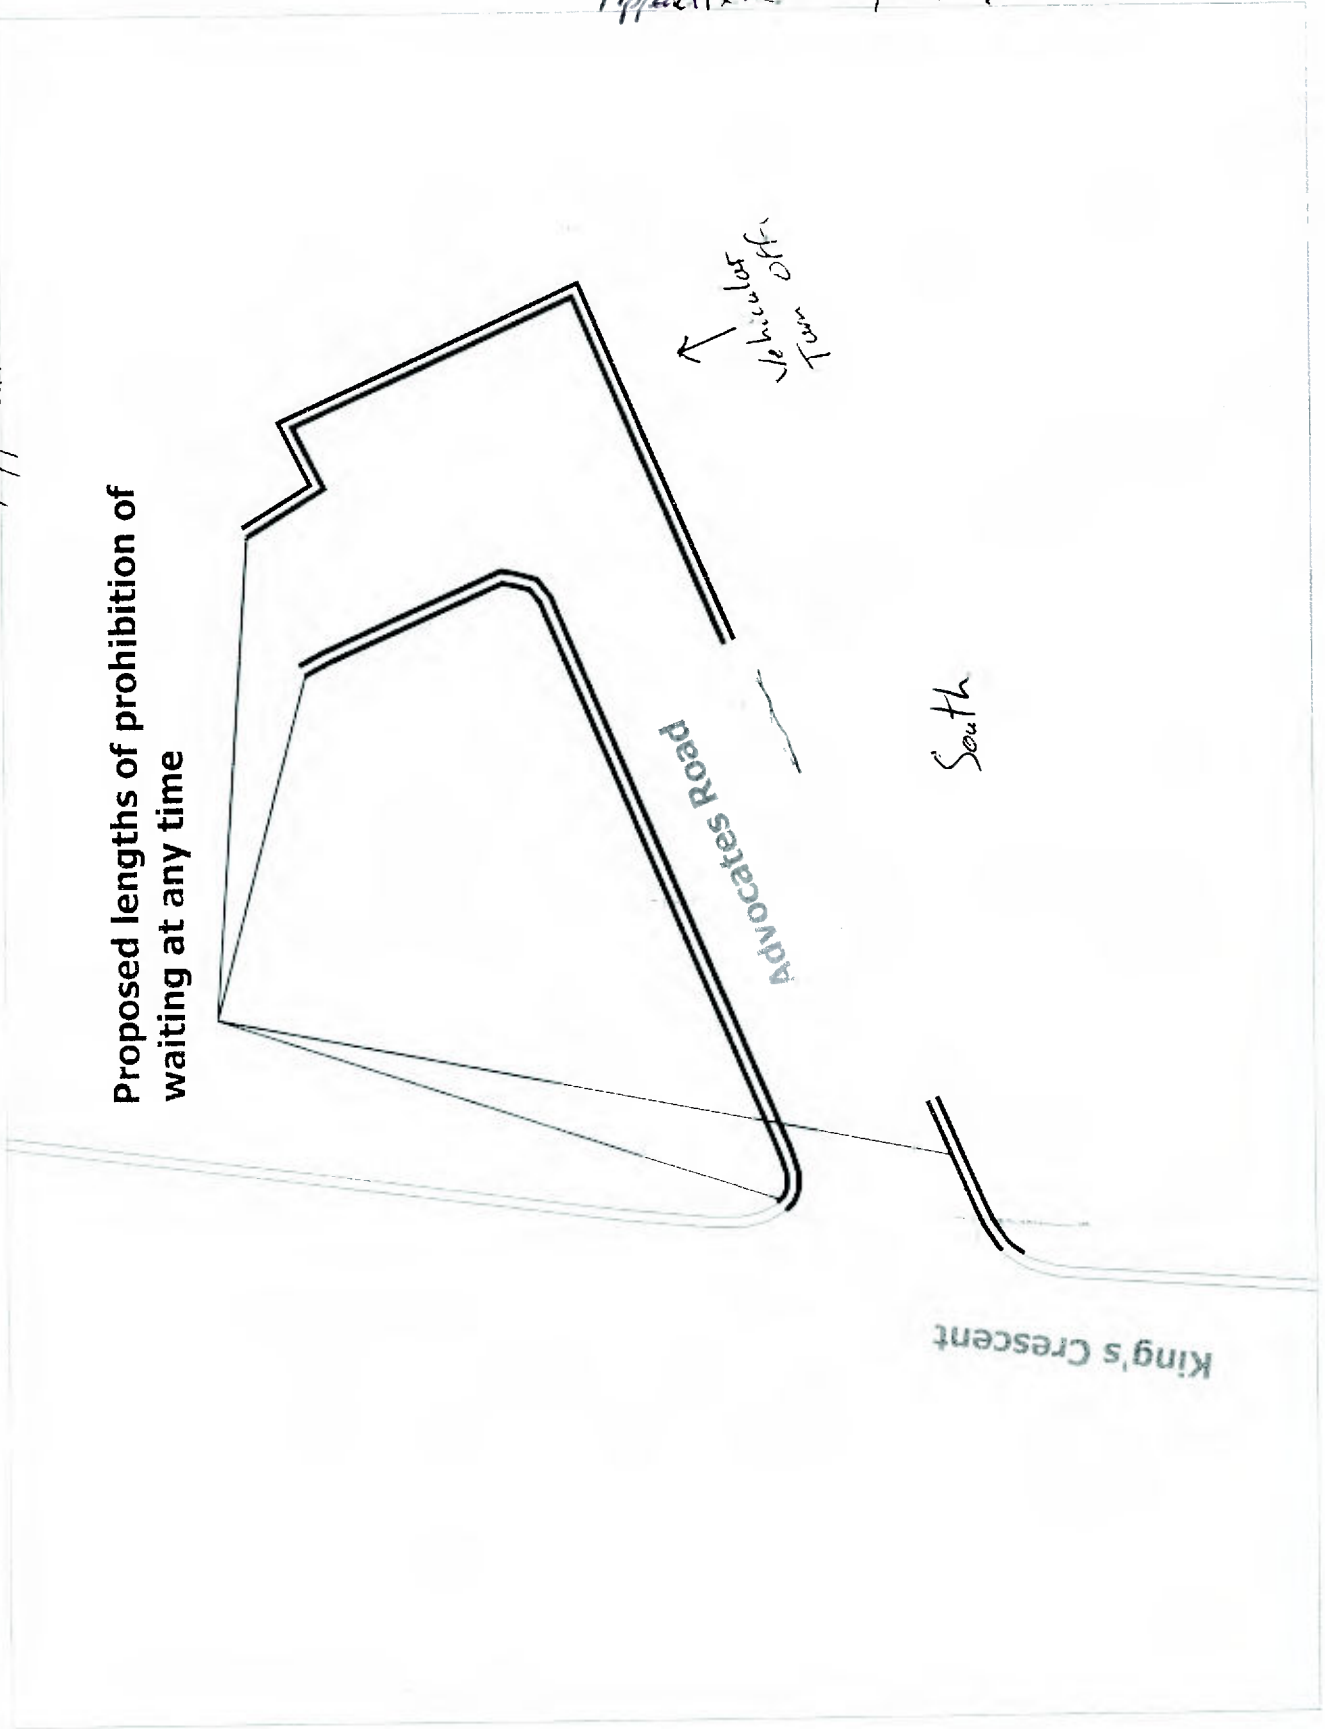 Proposed lengths of prohibition of
waiting at any time
Vehicular
Turn Off.
Advocates Road
South
King's Crescent